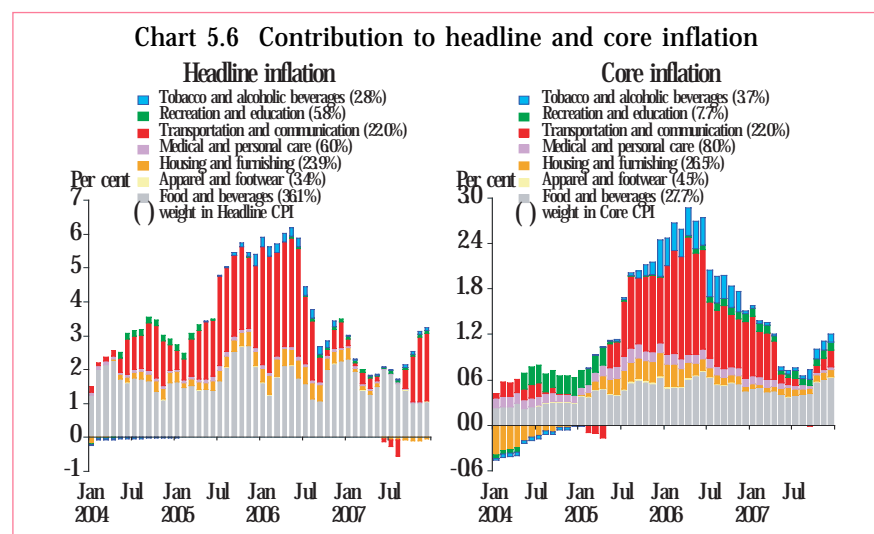 Chart 5.6 Contribution to headline and core inflation
Headline inflation
Tobacco and alcoholic beverages (2.8%)
Recreation and education (5.8%)
Transportation and communication (22.0%)
Medical and personal care (6.0%)
Housing and furnishing (23.9%)
Apparel and footwear (3.4%)
Food and beverages (36.1%)
( ) weight in Headline CPI
Per cent
7
6
5
4
3
2
1
0
-1
Jan Jul Jan Jul Jan Jul Jan Jul
2004 2005 2006 2007
Core inflation
Tobacco and alcoholic beverages (3.7%)
Recreation and education (7.7%)
Transportation and communication (22.0%)
Medical and personal care (8.0%)
Housing and furnishing (26.5%)
Apparel and footwear (4.5%)
Food and beverages (27.7%)
( ) weight in Core CPI
Per cent
3.0
2.4
1.8
1.2
0.6
0.0
-0.6
Jan Jul Jan Jul Jan Jul Jan Jul
2004 2005 2006 2007